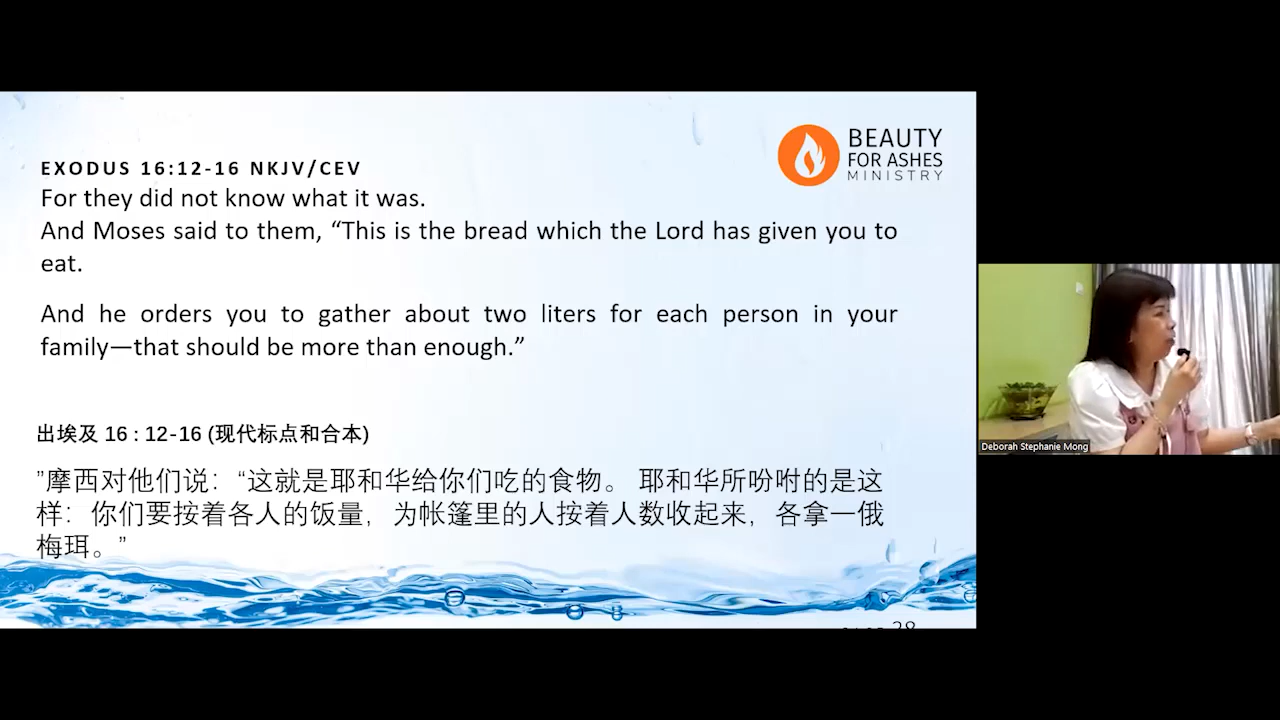 BEAUTY
FOR ASHES
MINISTRY
EXODUS 16:12-16 NKJV/CEV
For they did not know what it was.
And Moses said to them, “This is the bread which the Lord has given you to
eat.
And he orders you to gather about two liters for each person in your
family—that should be more than enough.”
出埃及 16 : 12-16 (现代标点和合本)
”摩西对他们说：“这就是耶和华给你们吃的食物。 耶和华所吩咐的是这
样：你们要按着各人的饭量，为帐篷里的人按着人数收起来，各拿一俄
梅珥。”
38
Deborah Stephanie Mong